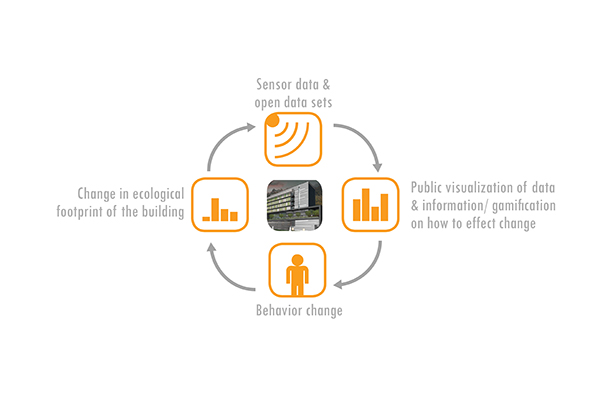 Sensor data &
open data sets
Public visualization of data
& information/ gamification
on how to effect change
Behavior change
Change in ecological
footprint of the building